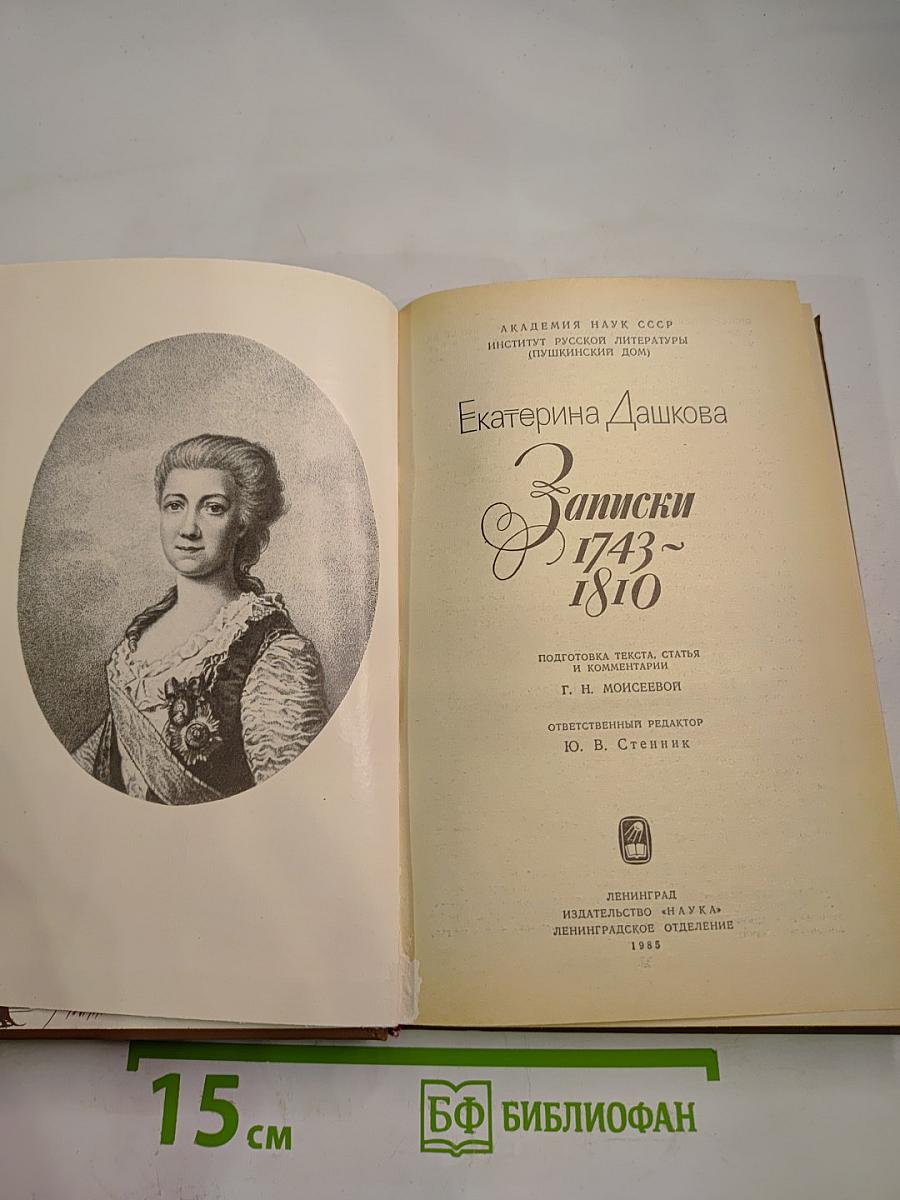 АКАДЕМИЯ НАУК СССР
ИНСТИТУТ РУССКОЙ ЛИТЕРАТУРЫ
(ПУШКИНСКИЙ ДОМ)
Екатерина Дашкова
Записки
1743~
1810
ПОДГОТОВКА ТЕКСТА, СТАТЬЯ
И КОММЕНТАРИИ
Г. Н. МОИСЕЕВОЙ
ОТВЕТСТВЕННЫЙ РЕДАКТОР
Ю. В. Стенник
ЛЕНИНГРАД
ИЗДАТЕЛЬСТВО «НАУКА»
ЛЕНИНГРАДСКОЕ ОТДЕЛЕНИЕ
1985
15 см
БФ БИБЛИОФАН